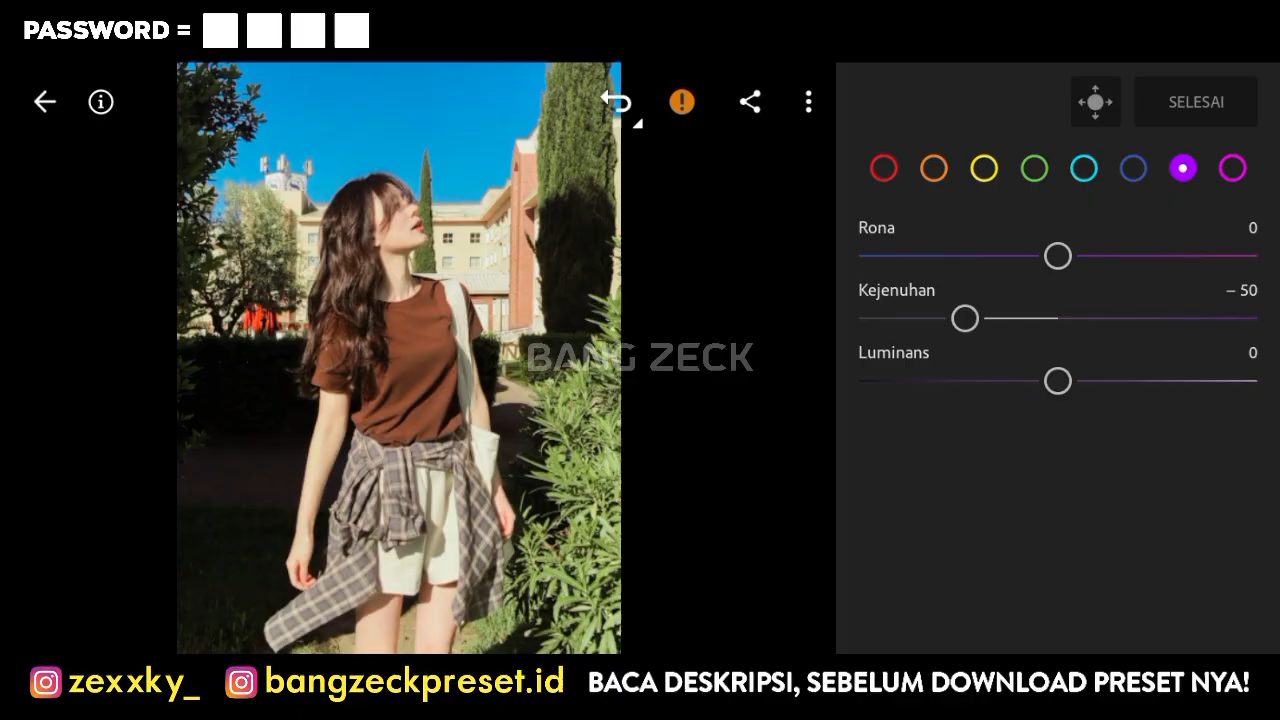 PASSWORD =
SELESAI
Rona 0
Kejenuhan – 50
Luminans 0
BANG ZECK
zexxky_ bangzeckpreset.id BACA DESKRIPSI, SEBELUM DOWNLOAD PRESET NYA!